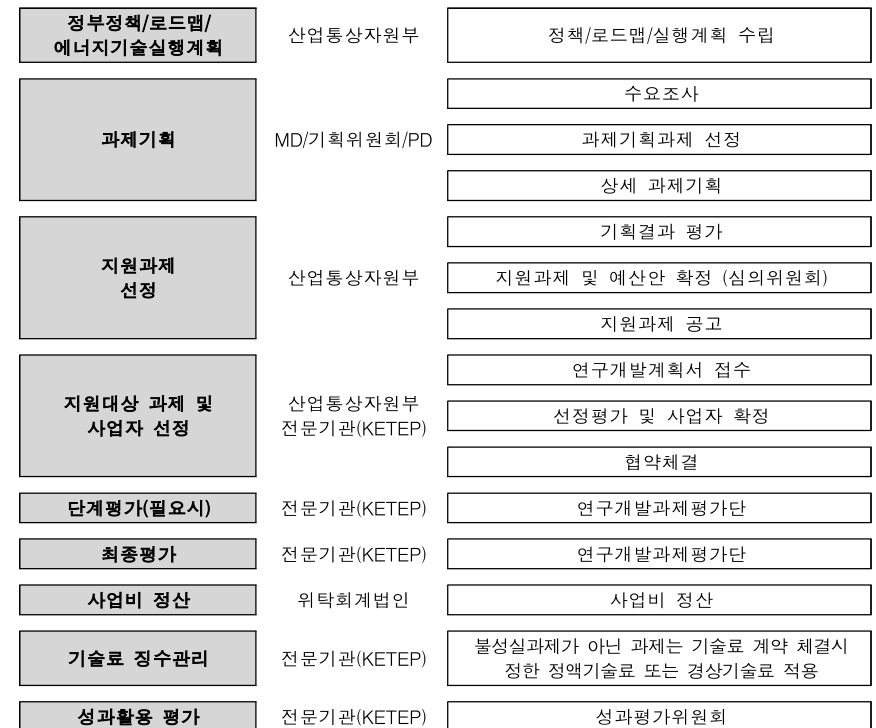 정부정책/로드맵/
에너지기술실행계획
산업통상자원부
정책/로드맵/실행계획 수립
과제기획
MD/기획위원회/PD
수요조사
과제기획과제 선정
상세 과제기획
지원과제
선정
산업통상자원부
기획결과 평가
지원과제 및 예산안 확정 (심의위원회)
지원과제 공고
지원대상 과제 및
사업자 선정
산업통상자원부
전문기관(KETEP)
연구개발계획서 접수
선정평가 및 사업자 확정
협약체결
단계평가(필요시)
전문기관(KETEP)
연구개발과제평가단
최종평가
전문기관(KETEP)
연구개발과제평가단
사업비 정산
위탁회계법인
사업비 정산
기술료 징수관리
전문기관(KETEP)
불성실과제가 아닌 과제는 기술료 계약 체결시
정한 정액기술료 또는 경상기술료 적용
성과활용 평가
전문기관(KETEP)
성과평가위원회